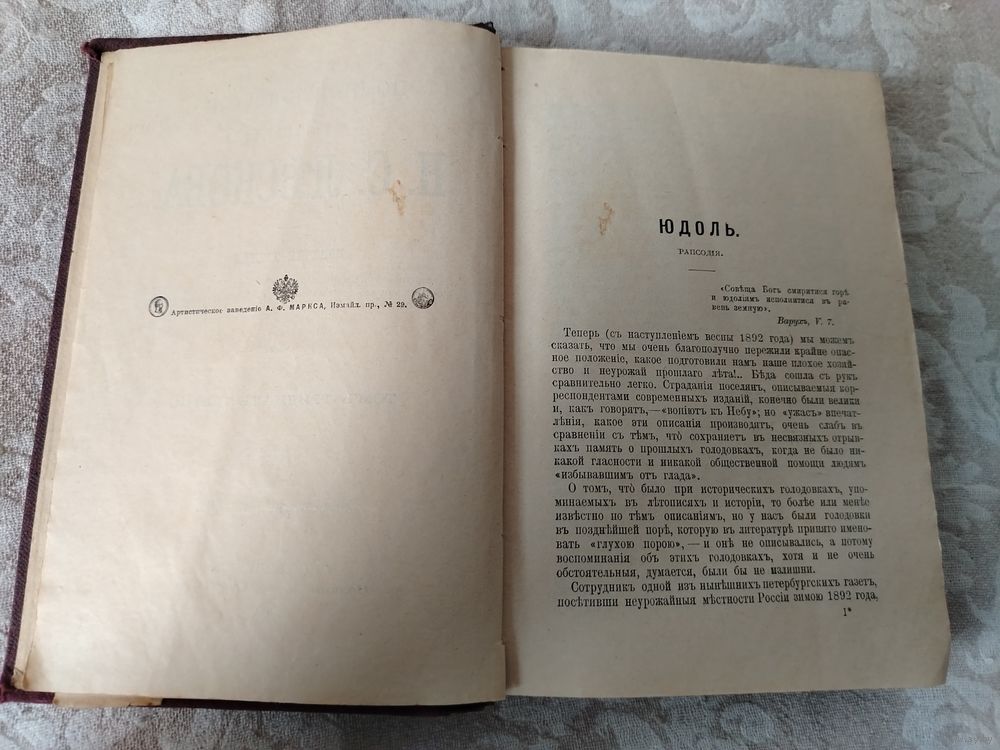 Артистическое заведеніе А. Ф. МАРКСА, Измайл. пр., № 29.
ЮДОЛЬ.
РАПСОДІЯ.
«Совѣща Богъ смиритися горѣ
и юдоліямъ исполнитися въ ра-
вень земную».
Варухъ, V. 7.
Теперь (съ наступленіемъ весны 1892 года) мы можемъ
сказать, что мы очень благополучно пережили крайне опас-
ное положеніе, какое подготовили намъ наше плохое хозяй-
ство и неурожай прошлаго лѣта!.. Бѣда сошла съ рукъ
сравнительно легко. Страданія поселянъ, описываемыя кор-
респондентами современныхъ изданій, конечно были велики
и, какъ говорятъ,—«вопіютъ къ Небу»; но «ужасъ» впечат-
лѣнія, какое эти описанія производятъ, очень слабъ въ
сравненіи съ тѣмъ, что̀ сохраняетъ въ несвязныхъ отрыв-
кахъ память о прошлыхъ голодовкахъ, когда не было ни-
какой гласности и никакой общественной помощи людямъ
«избывавшимъ отъ глада».
О томъ, что̀ было при историческихъ голодовкахъ, упо-
минаемыхъ въ лѣтописяхъ и исторіи, то болѣе или менѣе
извѣстно по тѣмъ описаніямъ, но у насъ были голодовки
въ позднѣйшей порѣ, которую въ литературѣ принято имено-
вать «глухою порою»,— и онѣ не описывались, а потому
воспоминанія объ этихъ голодовкахъ, хотя и не очень
обстоятельныя, думается, были бы не излишни.
Сотрудникъ одной изъ нынѣшнихъ петербургскихъ газетъ,
посѣтивши неурожайныя мѣстности Россіи зимою 1892 года,
1*